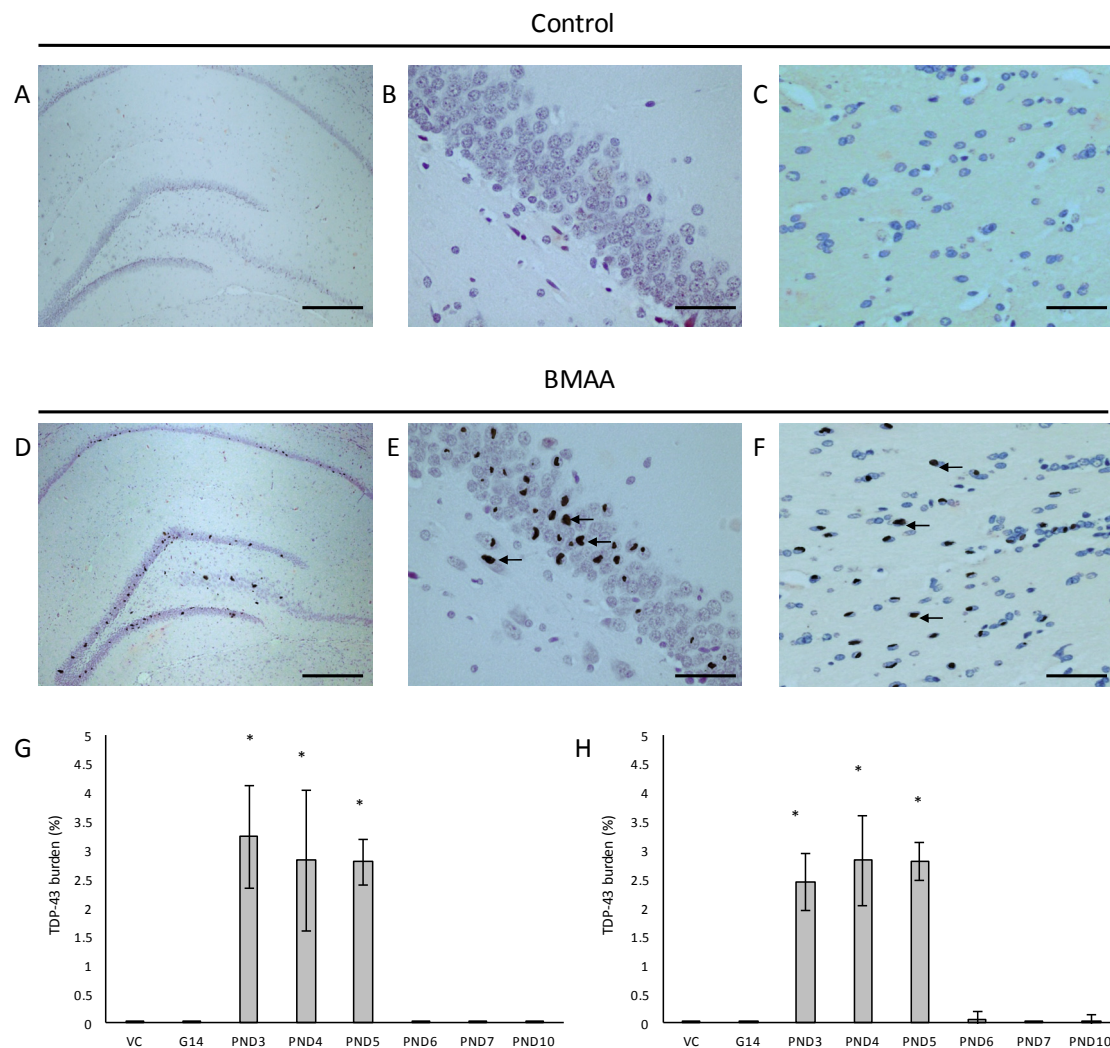 Control
A
B
C
BMAA
D
E
F
G
TDP-43 burden (%)
5
4.5
4
3.5
3
2.5
2
1.5
1
0.5
0
*
*
*
VC G14 PND3 PND4 PND5 PND6 PND7 PND10
H
TDP-43 burden (%)
5
4.5
4
3.5
3
2.5
2
1.5
1
0.5
0
*
*
*
VC G14 PND3 PND4 PND5 PND6 PND7 PND10